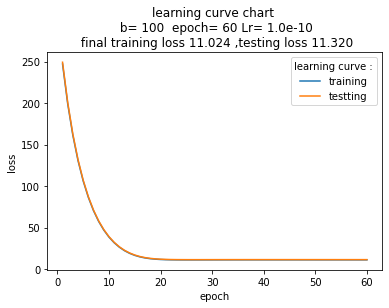 learning curve chart
b= 100 epoch= 60 Lr= 1.0e-10
final training loss 11.024 ,testing loss 11.320
learning curve :
training
testting
loss
250
200
150
100
50
0
0 10 20 30 40 50 60
epoch